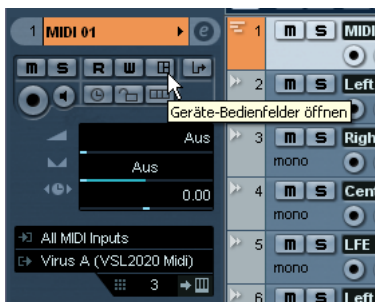 1 MIDI 01 e
m S R W
Geräte-Bedienfelder öffnen
Aus
Aus
0.00
All MIDI Inputs
Virus A (VSL2020 Midi)
3
1 m S MIDI
2 m S Left
3 m S Righ
mono
4 m S Cent
mono
5 m S LFE
mono
6 m S Left